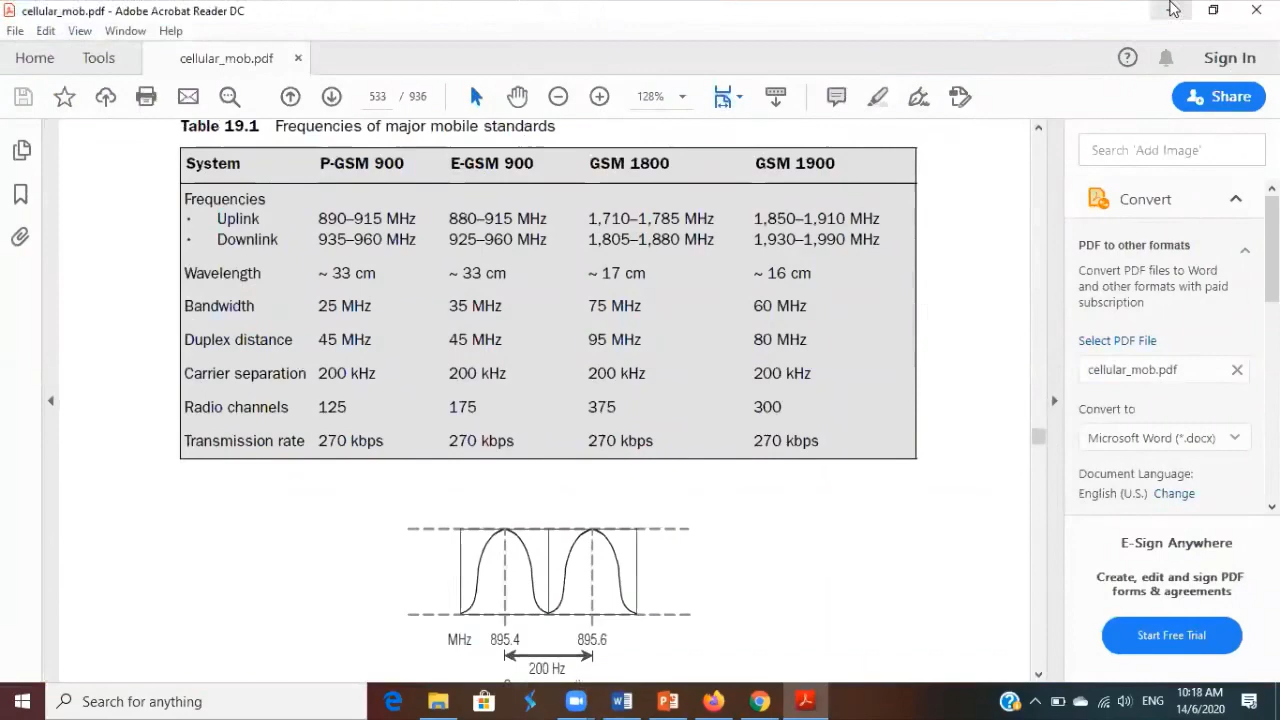 cellular_mob.pdf - Adobe Acrobat Reader DC
File Edit View Window Help
Home Tools cellular_mob.pdf × Sign In
533 / 936 128% Share
Table 19.1 Frequencies of major mobile standards
System P-GSM 900 E-GSM 900 GSM 1800 GSM 1900
Frequencies
· Uplink 890–915 MHz 880–915 MHz 1,710–1,785 MHz 1,850–1,910 MHz
· Downlink 935–960 MHz 925–960 MHz 1,805–1,880 MHz 1,930–1,990 MHz
Wavelength ~ 33 cm ~ 33 cm ~ 17 cm ~ 16 cm
Bandwidth 25 MHz 35 MHz 75 MHz 60 MHz
Duplex distance 45 MHz 45 MHz 95 MHz 80 MHz
Carrier separation 200 kHz 200 kHz 200 kHz 200 kHz
Radio channels 125 175 375 300
Transmission rate 270 kbps 270 kbps 270 kbps 270 kbps
MHz 895.4 895.6
200 Hz
Search 'Add Image'
Convert
PDF to other formats
Convert PDF files to Word
and other formats with paid
subscription
Select PDF File
cellular_mob.pdf ×
Convert to
Microsoft Word (*.docx)
Document Language:
English (U.S.) Change
E-Sign Anywhere
Create, edit and sign PDF
forms & agreements
Start Free Trial
Search for anything
ENG 10:18 AM
14/6/2020